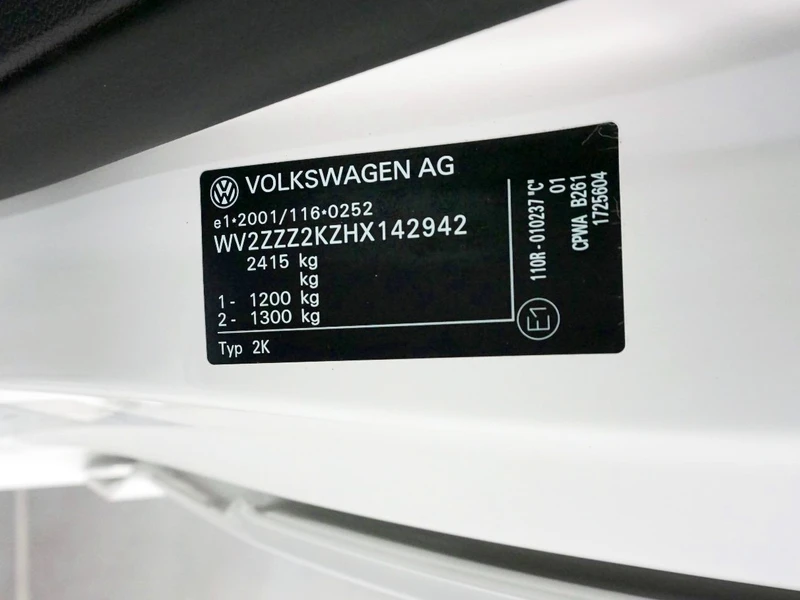 VOLKSWAGEN AG
e1*2001/116*0252
WV2ZZZ2KZHX142942
2415 kg
kg
1- 1200 kg
2- 1300 kg
Typ 2K
110R-010237"C"
01
CPWA B261
1725604
E1